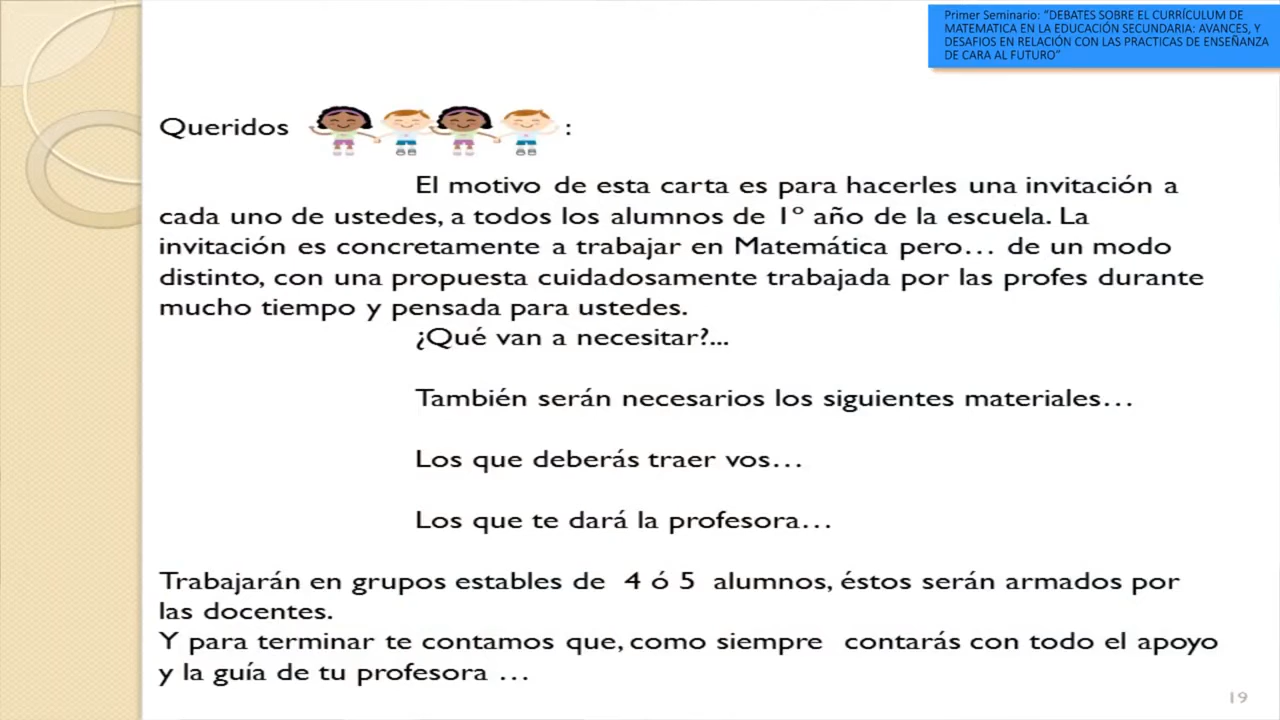 Primer Seminario: “DEBATES SOBRE EL CURRÍCULUM DE
MATEMATICA EN LA EDUCACIÓN SECUNDARIA: AVANCES, Y
DESAFIOS EN RELACIÓN CON LAS PRACTICAS DE ENSEÑANZA
DE CARA AL FUTURO”
Queridos :
El motivo de esta carta es para hacerles una invitación a
cada uno de ustedes, a todos los alumnos de 1º año de la escuela. La
invitación es concretamente a trabajar en Matemática pero… de un modo
distinto, con una propuesta cuidadosamente trabajada por las profes durante
mucho tiempo y pensada para ustedes.
¿Qué van a necesitar?...
También serán necesarios los siguientes materiales…
Los que deberás traer vos…
Los que te dará la profesora…
Trabajarán en grupos estables de 4 ó 5 alumnos, éstos serán armados por
las docentes.
Y para terminar te contamos que, como siempre contarás con todo el apoyo
y la guía de tu profesora …
19